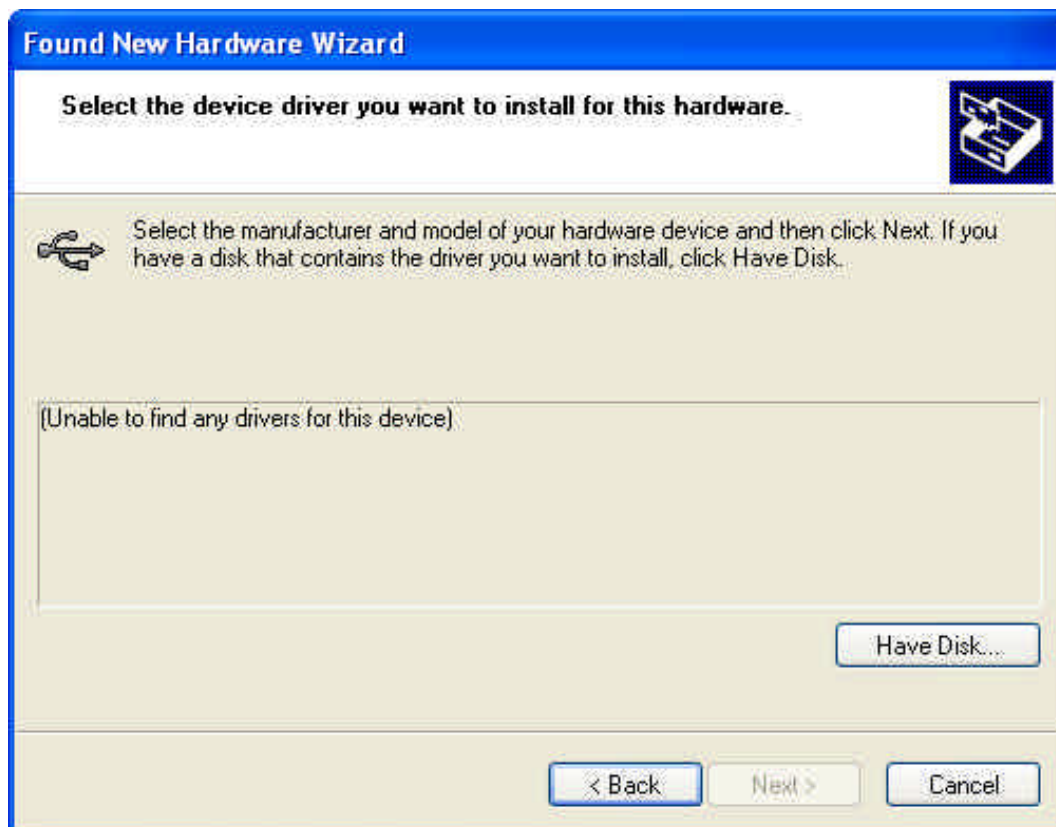 Found New Hardware Wizard
Select the device driver you want to install for this hardware.
Select the manufacturer and model of your hardware device and then click Next. If you
have a disk that contains the driver you want to install, click Have Disk.
(Unable to find any drivers for this device)
Have Disk...
< Back
Next >
Cancel